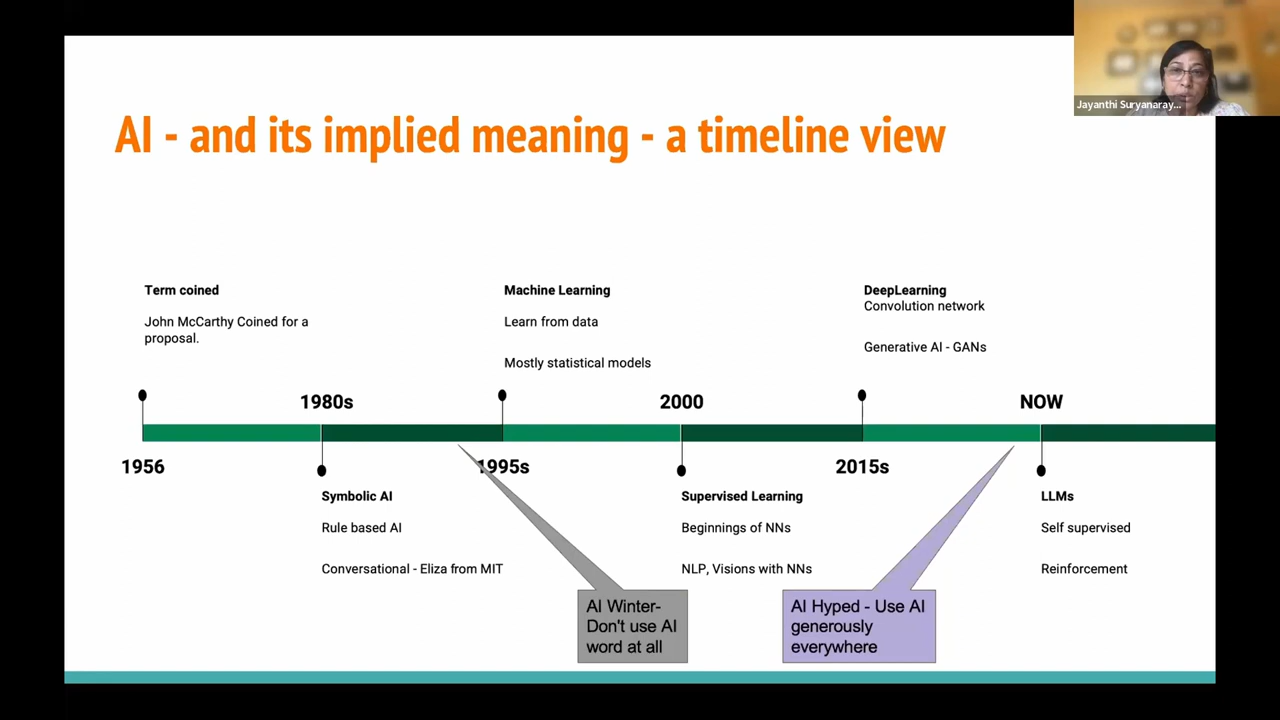 Jayanthi Suryanaray...
AI - and its implied meaning - a timeline view
Term coined
John McCarthy Coined for a
proposal.
Machine Learning
Learn from data
Mostly statistical models
DeepLearning
Convolution network
Generative AI - GANs
1980s
2000
NOW
1956
1995s
2015s
Symbolic AI
Rule based AI
Conversational - Eliza from MIT
Supervised Learning
Beginnings of NNs
NLP, Visions with NNs
LLMs
Self supervised
Reinforcement
AI Winter-
Don't use AI
word at all
AI Hyped - Use AI
generously
everywhere